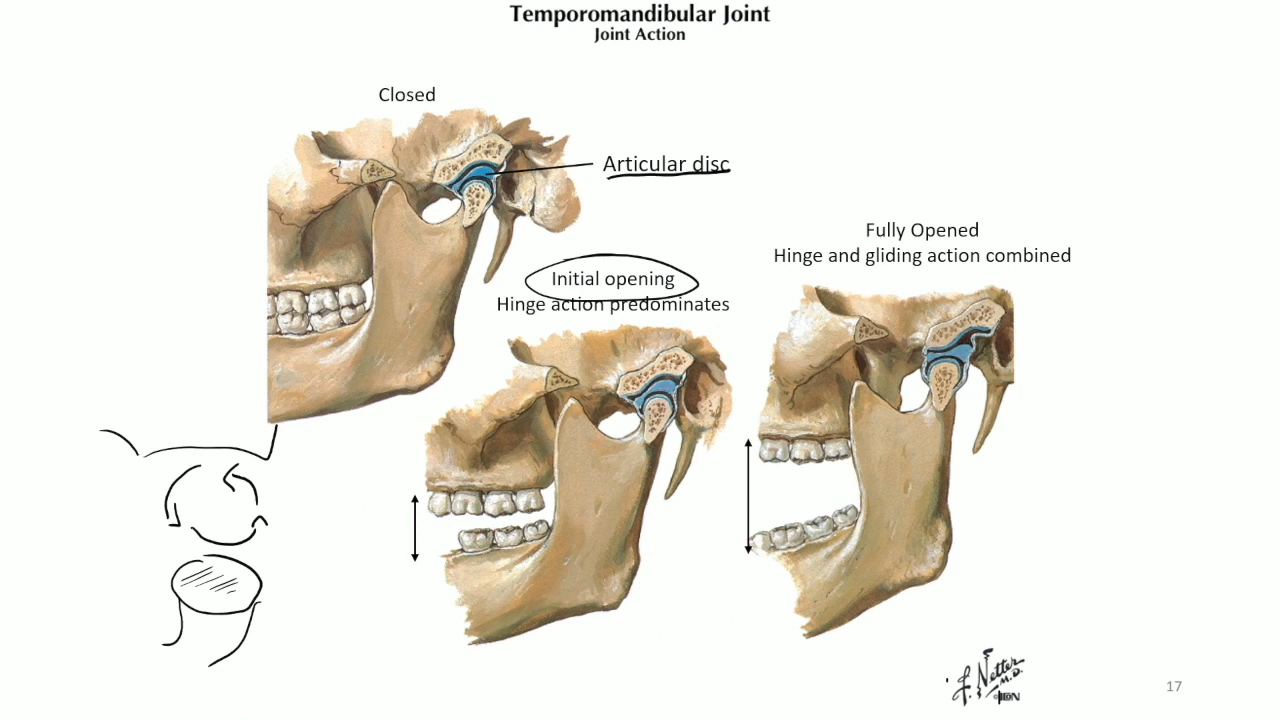 Temporomandibular Joint
Joint Action
Closed
Articular disc
Initial opening
Hinge action predominates
Fully Opened
Hinge and gliding action combined
F. Netter
M.D.
17